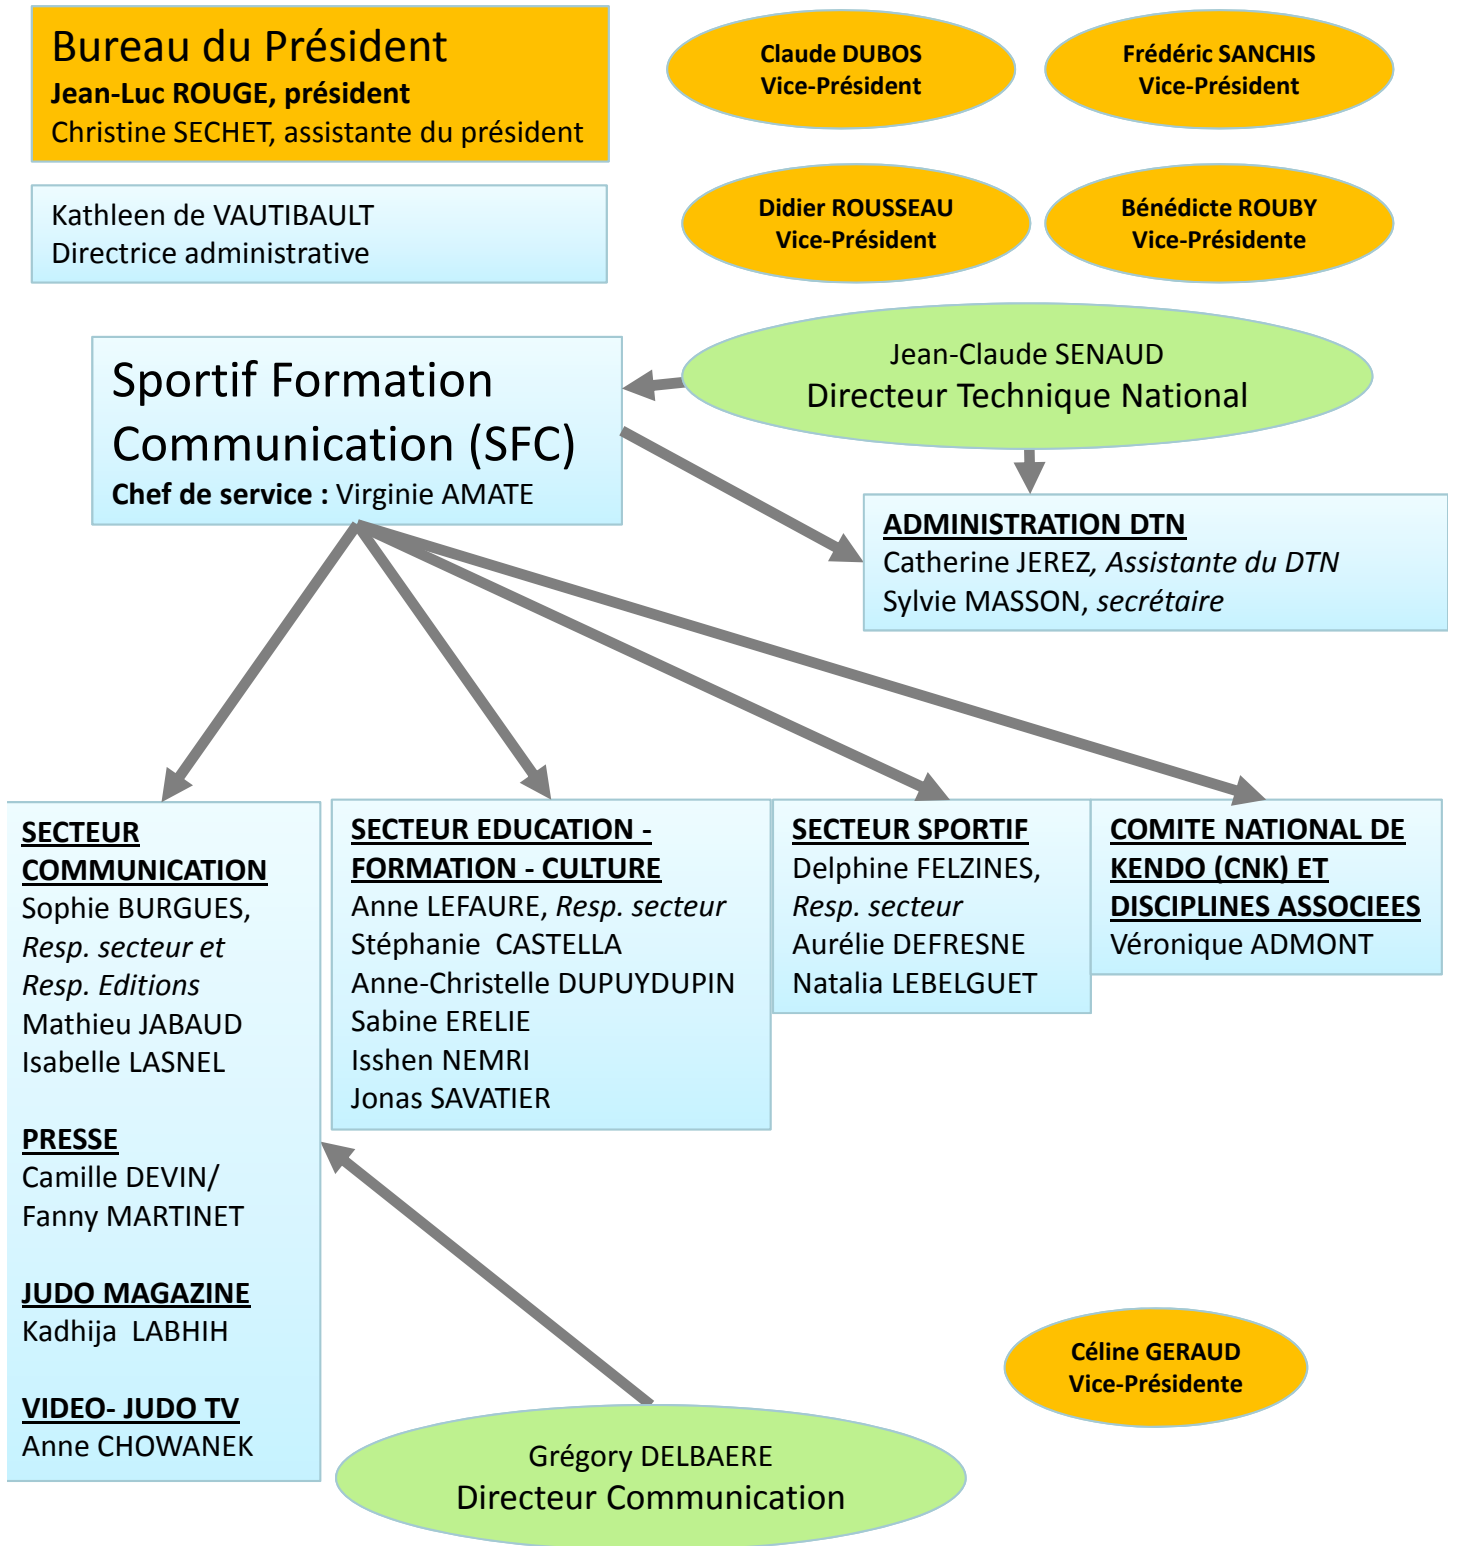 Bureau du Président
Jean-Luc ROUGE, président
Christine SECHET, assistante du président
Claude DUBOS
Vice-Président
Frédéric SANCHIS
Vice-Président
Kathleen de VAUTIBAULT
Directrice administrative
Didier ROUSSEAU
Vice-Président
Bénédicte ROUBY
Vice-Présidente
Jean-Claude SENAUD
Directeur Technique National
Sportif Formation
Communication (SFC)
Chef de service : Virginie AMATE
ADMINISTRATION DTN
Catherine JEREZ, Assistante du DTN
Sylvie MASSON, secrétaire
SECTEUR
COMMUNICATION
Sophie BURGUES,
Resp. secteur et
Resp. Editions
Mathieu JABAUD
Isabelle LASNEL
PRESSE
Camille DEVIN/
Fanny MARTINET
JUDO MAGAZINE
Kadhija LABHIH
VIDEO- JUDO TV
Anne CHOWANEK
SECTEUR EDUCATION -
FORMATION - CULTURE
Anne LEFAURE, Resp. secteur
Stéphanie CASTELLA
Anne-Christelle DUPUYDUPIN
Sabine ERELIE
Isshen NEMRI
Jonas SAVATIER
SECTEUR SPORTIF
Delphine FELZINES,
Resp. secteur
Aurélie DEFRESNE
Natalia LEBELGUET
COMITE NATIONAL DE
KENDO (CNK) ET
DISCIPLINES ASSOCIEES
Véronique ADMONT
Céline GERAUD
Vice-Présidente
Grégory DELBAERE
Directeur Communication